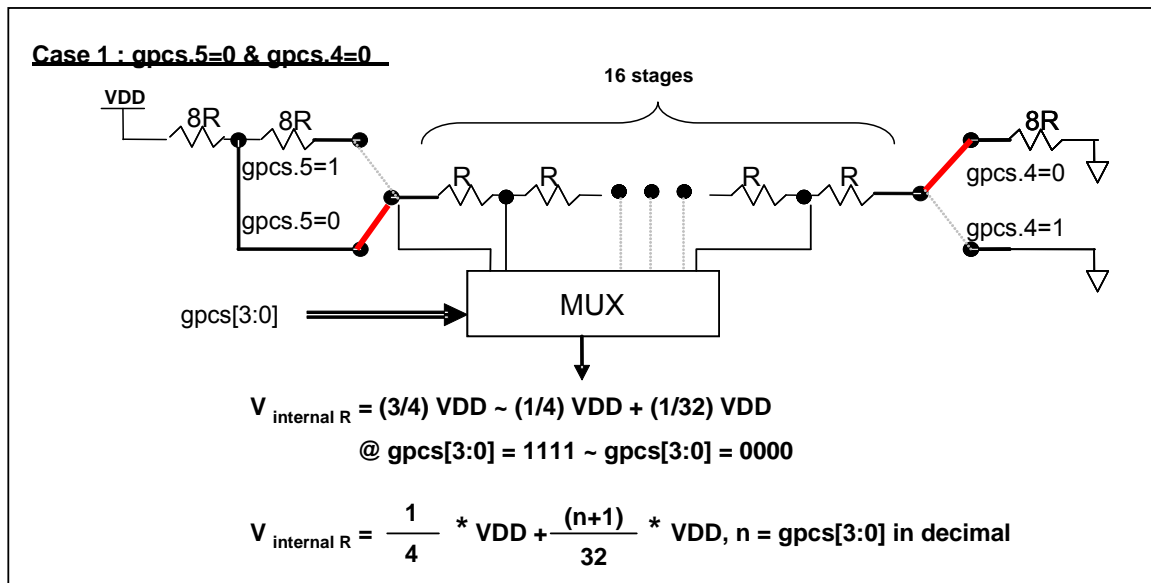 Case 1 : gpcs.5=0 & gpcs.4=0
16 stages
VDD
8R 8R 8R
gpcs.5=1
R R R R
gpcs.4=0
gpcs.5=0
gpcs.4=1
MUX
gpcs[3:0]
V internal R = (3/4) VDD ~ (1/4) VDD + (1/32) VDD
@ gpcs[3:0] = 1111 ~ gpcs[3:0] = 0000
V internal R = 1/4 * VDD + (n+1)/32 * VDD, n = gpcs[3:0] in decimal